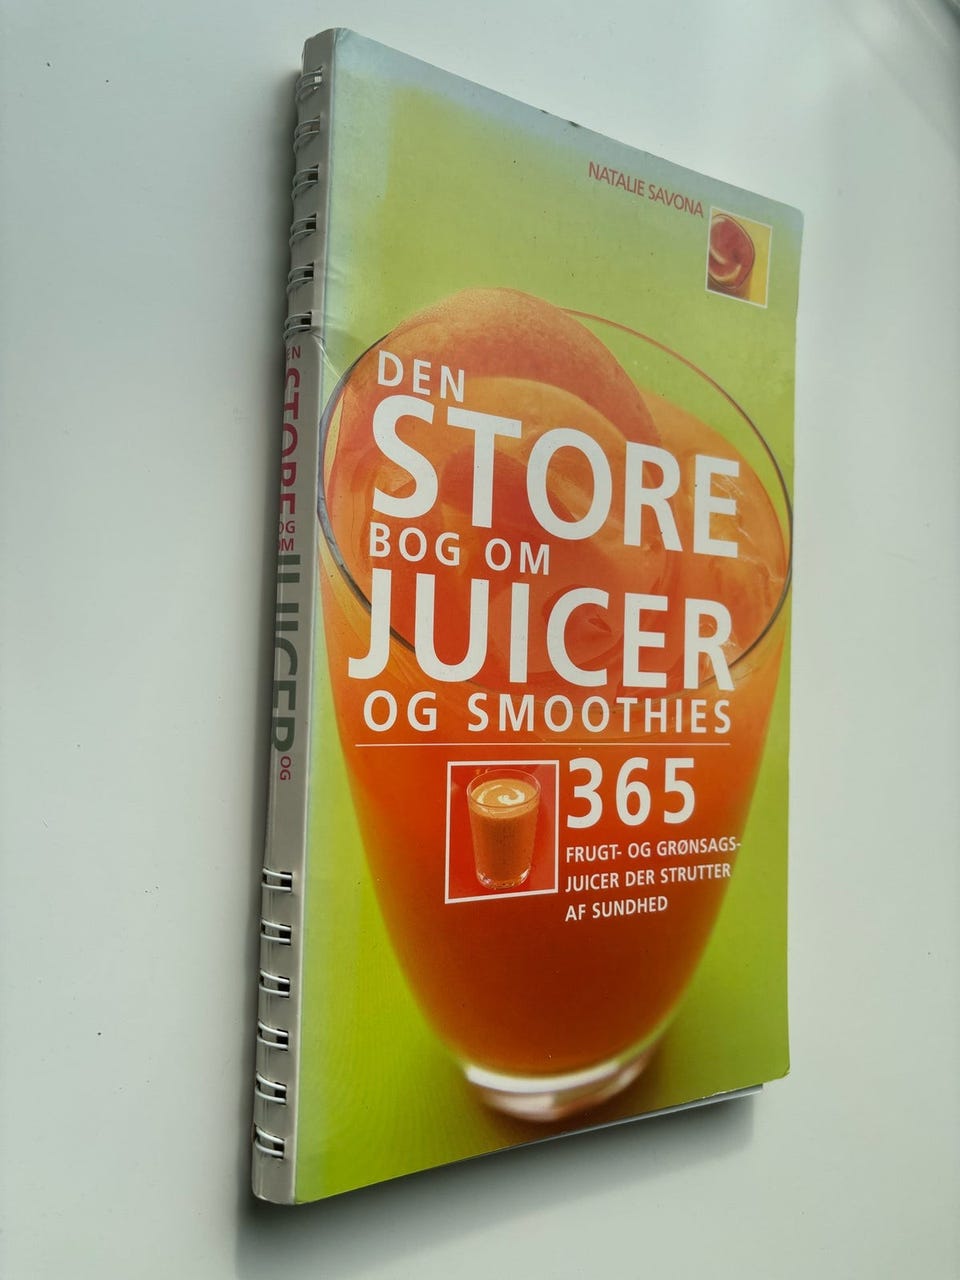 NATALIE SAVONA
DEN
STORE
BOG OM
JUICER
OG SMOOTHIES
365
FRUGT- OG GRØNSAGS-
JUICER DER STRUTTER
AF SUNDHED
DEN
STORE
OG
OM
JUICER
OG